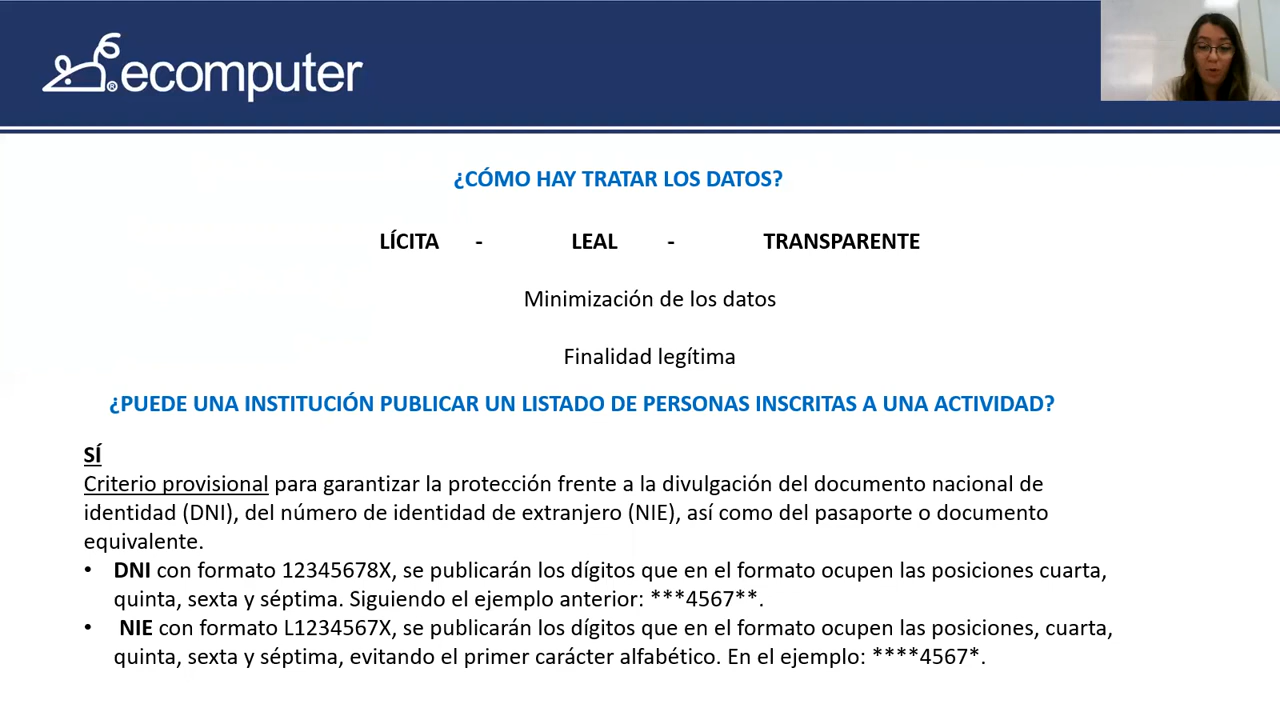 ecomputer
¿CÓMO HAY TRATAR LOS DATOS?
LÍCITA - LEAL - TRANSPARENTE
Minimización de los datos
Finalidad legítima
¿PUEDE UNA INSTITUCIÓN PUBLICAR UN LISTADO DE PERSONAS INSCRITAS A UNA ACTIVIDAD?
SÍ
Criterio provisional para garantizar la protección frente a la divulgación del documento nacional de
identidad (DNI), del número de identidad de extranjero (NIE), así como del pasaporte o documento
equivalente.
• DNI con formato 12345678X, se publicarán los dígitos que en el formato ocupen las posiciones cuarta,
quinta, sexta y séptima. Siguiendo el ejemplo anterior: ***4567**.
• NIE con formato L1234567X, se publicarán los dígitos que en el formato ocupen las posiciones, cuarta,
quinta, sexta y séptima, evitando el primer carácter alfabético. En el ejemplo: ****4567*.